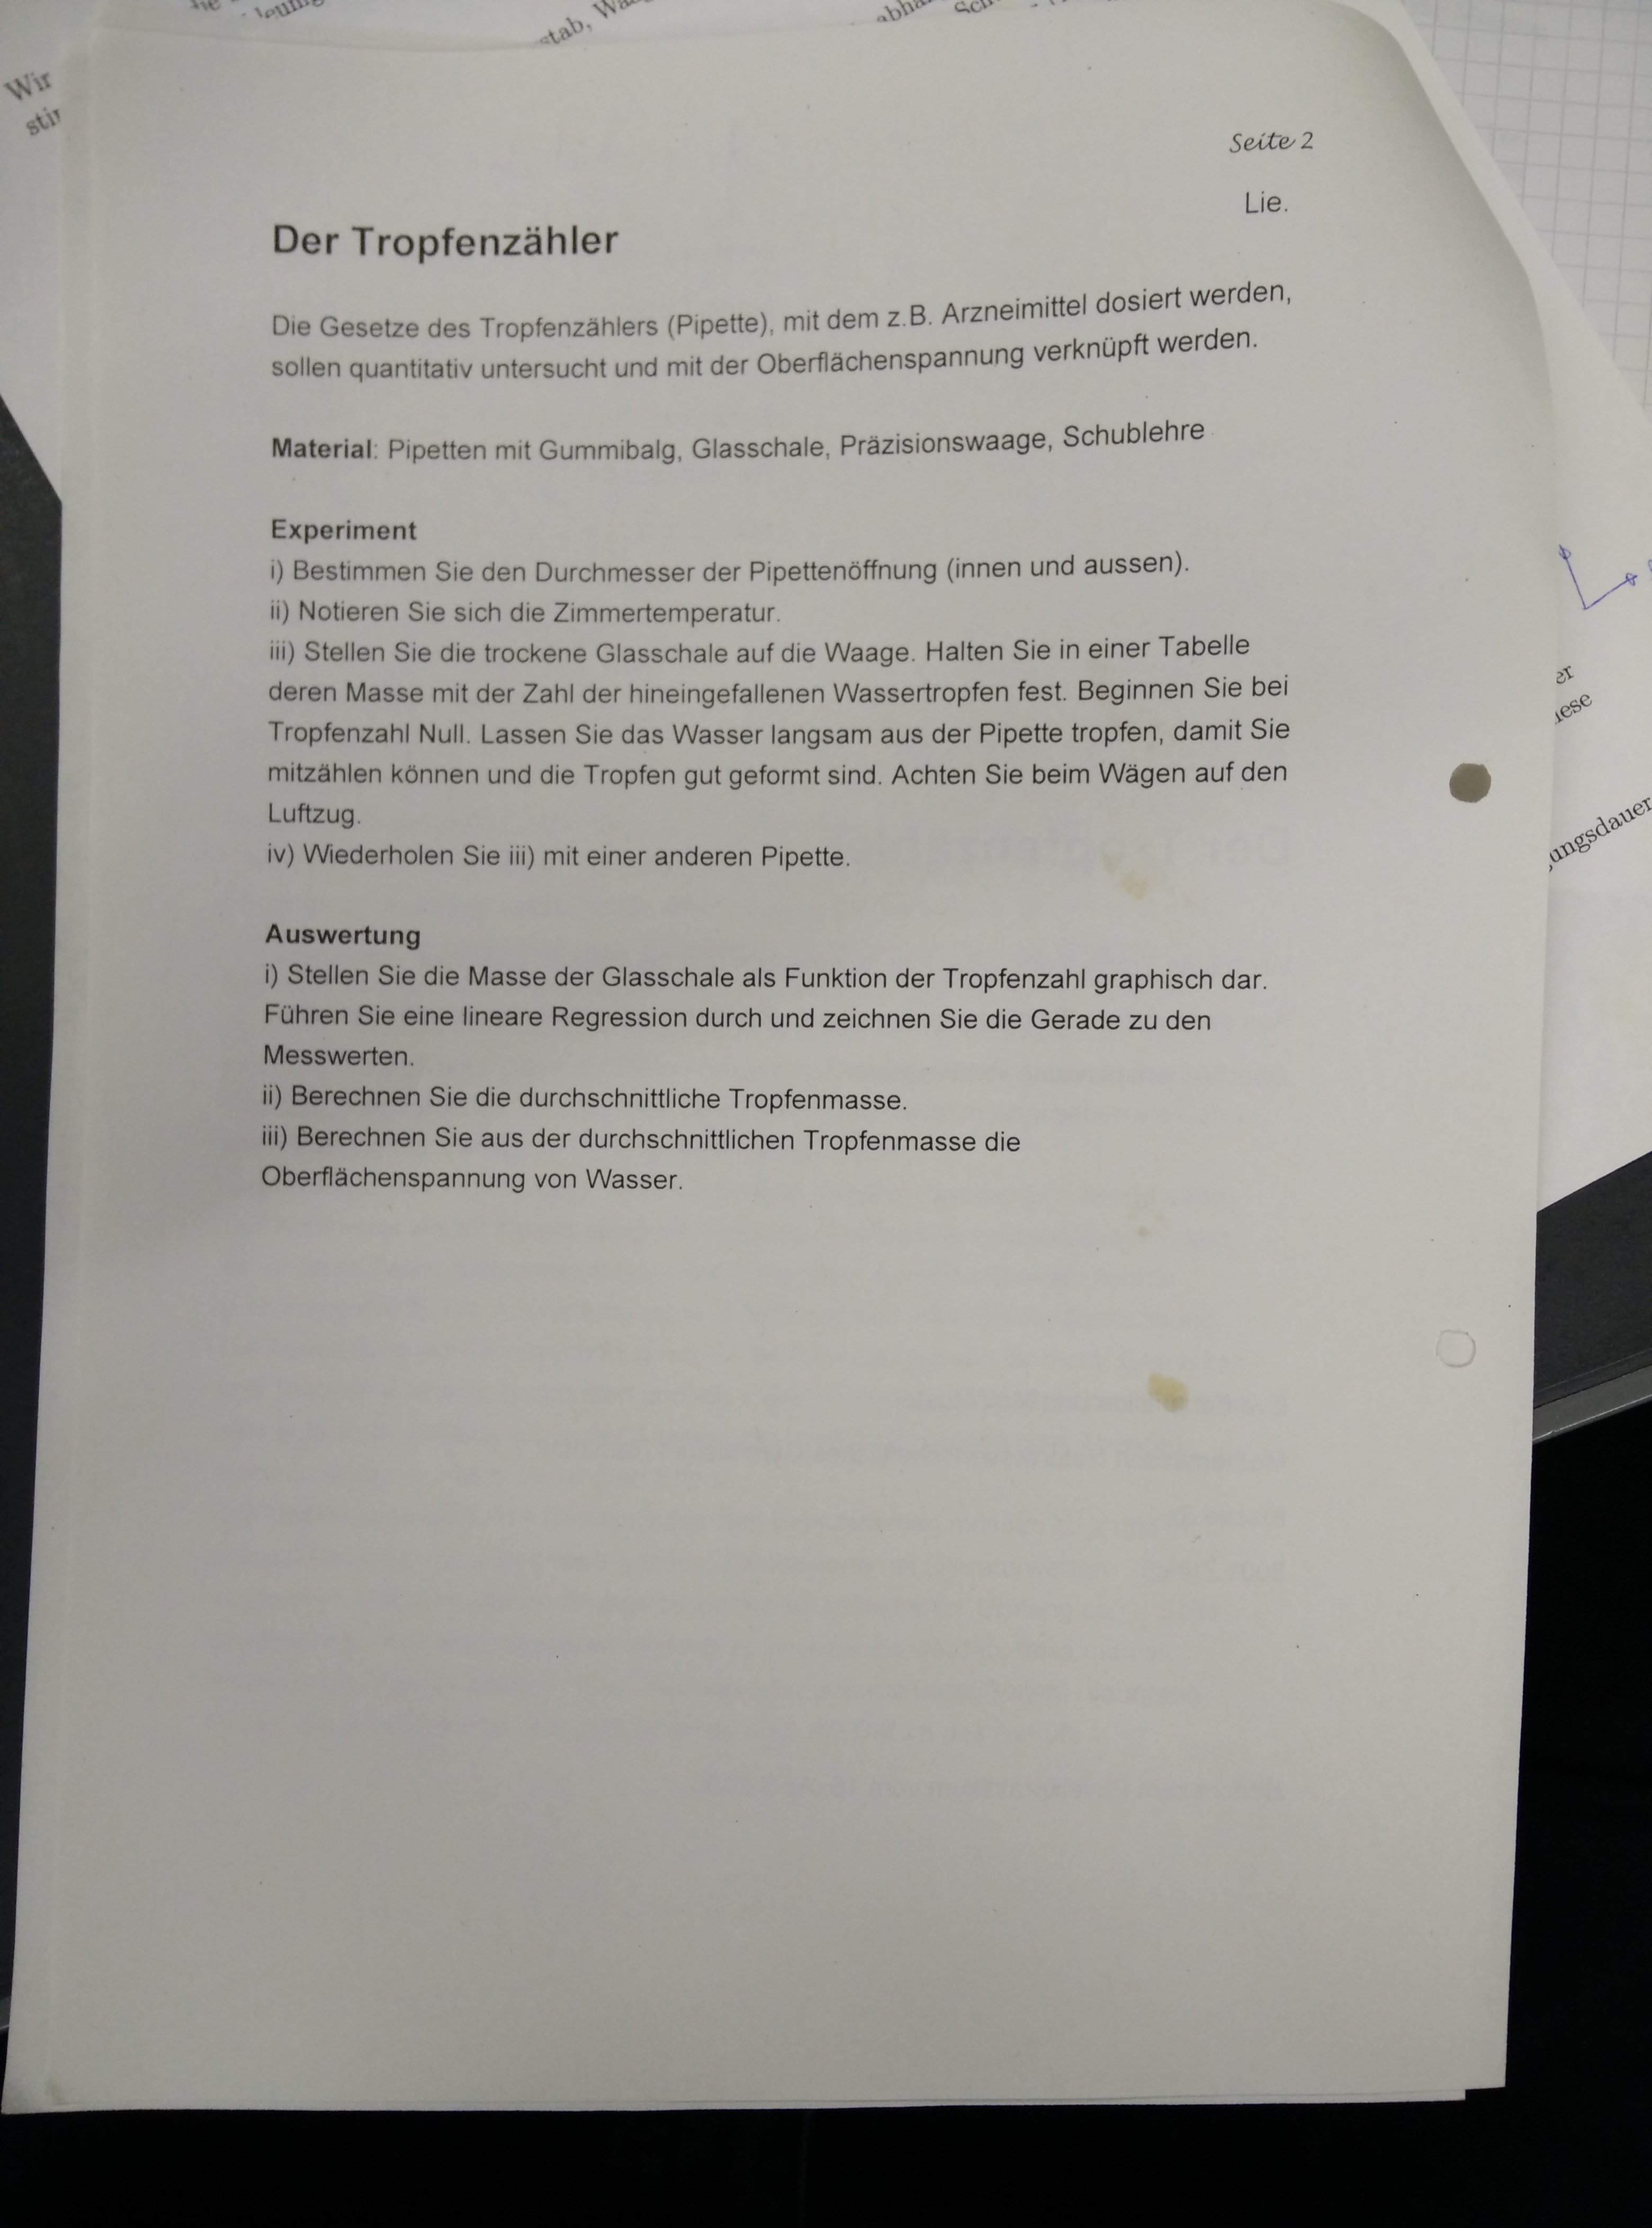 Wir
stab,
Seite 2
Lie.
Der Tropfenzähler
Die Gesetze des Tropfenzählers (Pipette), mit dem z.B. Arzneimittel dosiert werden,
sollen quantitativ untersucht und mit der Oberflächenspannung verknüpft werden.
Material: Pipetten mit Gummibalg, Glasschale, Präzisionswaage, Schublehre
Experiment
i) Bestimmen Sie den Durchmesser der Pipettenöffnung (innen und aussen).
ii) Notieren Sie sich die Zimmertemperatur.
iii) Stellen Sie die trockene Glasschale auf die Waage. Halten Sie in einer Tabelle
deren Masse mit der Zahl der hineingefallenen Wassertropfen fest. Beginnen Sie bei
Tropfenzahl Null. Lassen Sie das Wasser langsam aus der Pipette tropfen, damit Sie
mitzählen können und die Tropfen gut geformt sind. Achten Sie beim Wägen auf den
Luftzug.
iv) Wiederholen Sie iii) mit einer anderen Pipette.
Auswertung
i) Stellen Sie die Masse der Glasschale als Funktion der Tropfenzahl graphisch dar.
Führen Sie eine lineare Regression durch und zeichnen Sie die Gerade zu den
Messwerten.
ii) Berechnen Sie die durchschnittliche Tropfenmasse.
iii) Berechnen Sie aus der durchschnittlichen Tropfenmasse die
Oberflächenspannung von Wasser.
ungsdauer